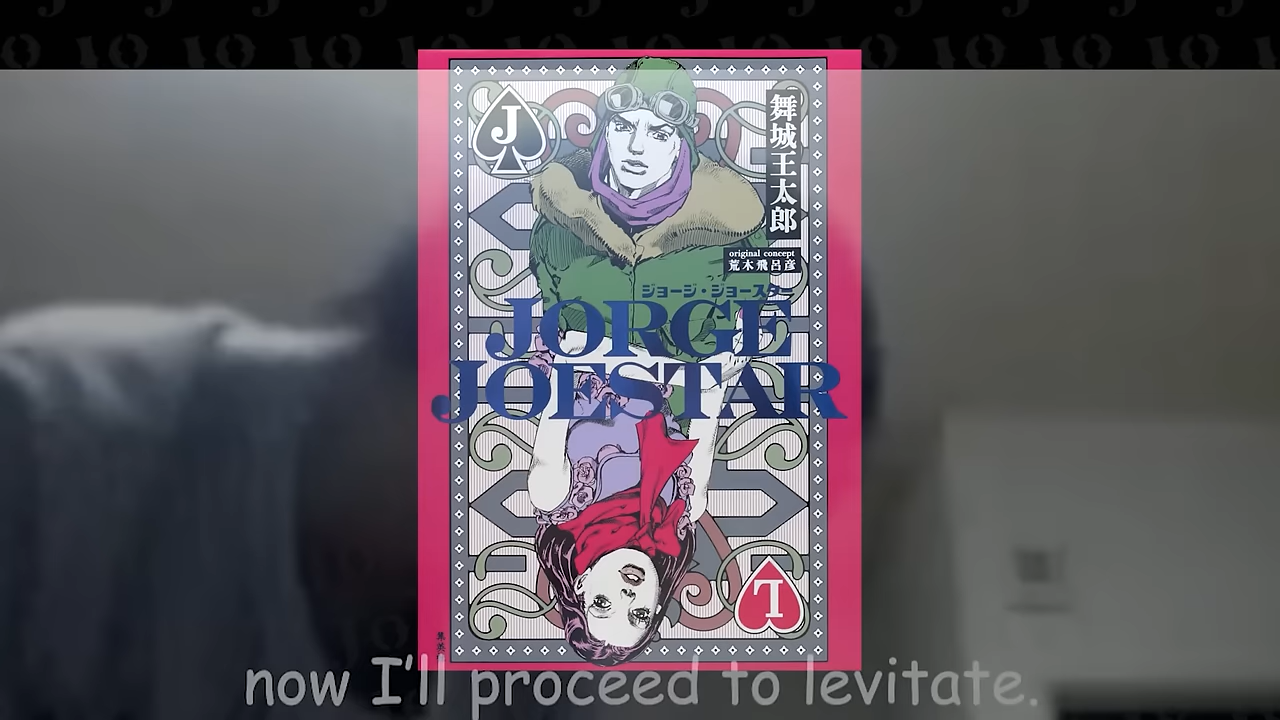 J
舞城王太郎
original concept
荒木飛呂彦
ジョージ・ジョースター
JORGE
JOESTAR
L
now I'll proceed to levitate.